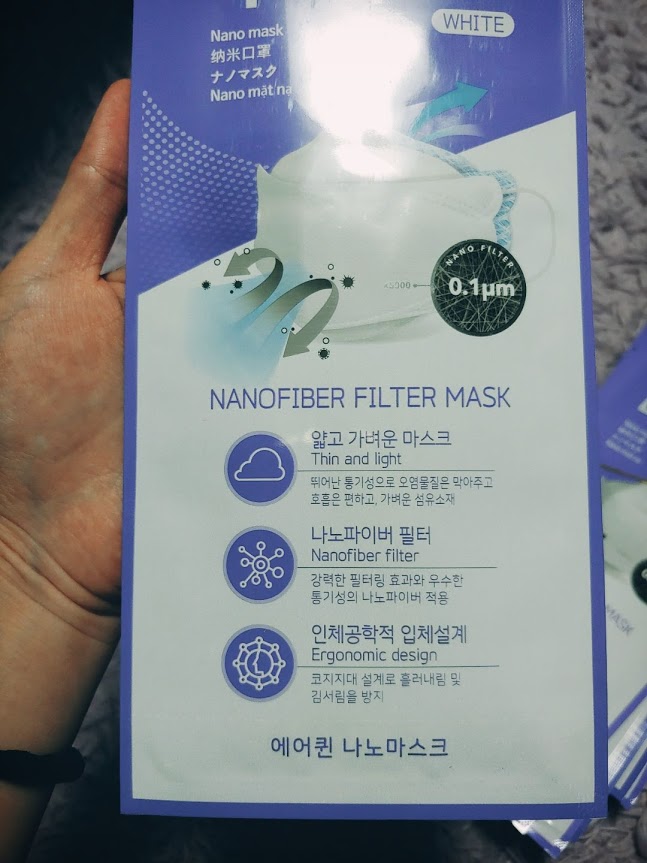 WHITE
Nano mask
纳米口罩
ナノマスク
Nano mặt nạ
NANO FILTER
×5000
0.1μm
NANOFIBER FILTER MASK
얇고 가벼운 마스크
Thin and light
뛰어난 통기성으로 오염물질은 막아주고
호흡은 편하고, 가벼운 섬유소재
나노파이버 필터
Nanofiber filter
강력한 필터링 효과와 우수한
통기성의 나노파이버 적용
인체공학적 입체설계
Ergonomic design
코지지대 설계로 흘러내림 및
김서림을 방지
에어퀸 나노마스크
MASK